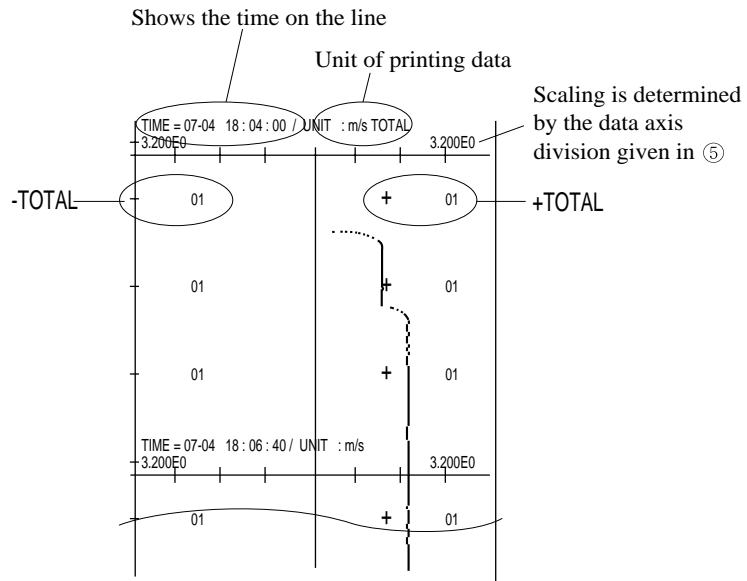 Shows the time on the line
Unit of printing data
Scaling is determined
by the data axis
division given in ⑤
TIME = 07-04 18 : 04 : 00 / UNIT : m/s TOTAL
-3.200E0 3.200E0
-TOTAL 01 + 01 +TOTAL
01 + 01
01 + 01
TIME = 07-04 18 : 06 : 40 / UNIT : m/s
-3.200E0 3.200E0
01 + 01